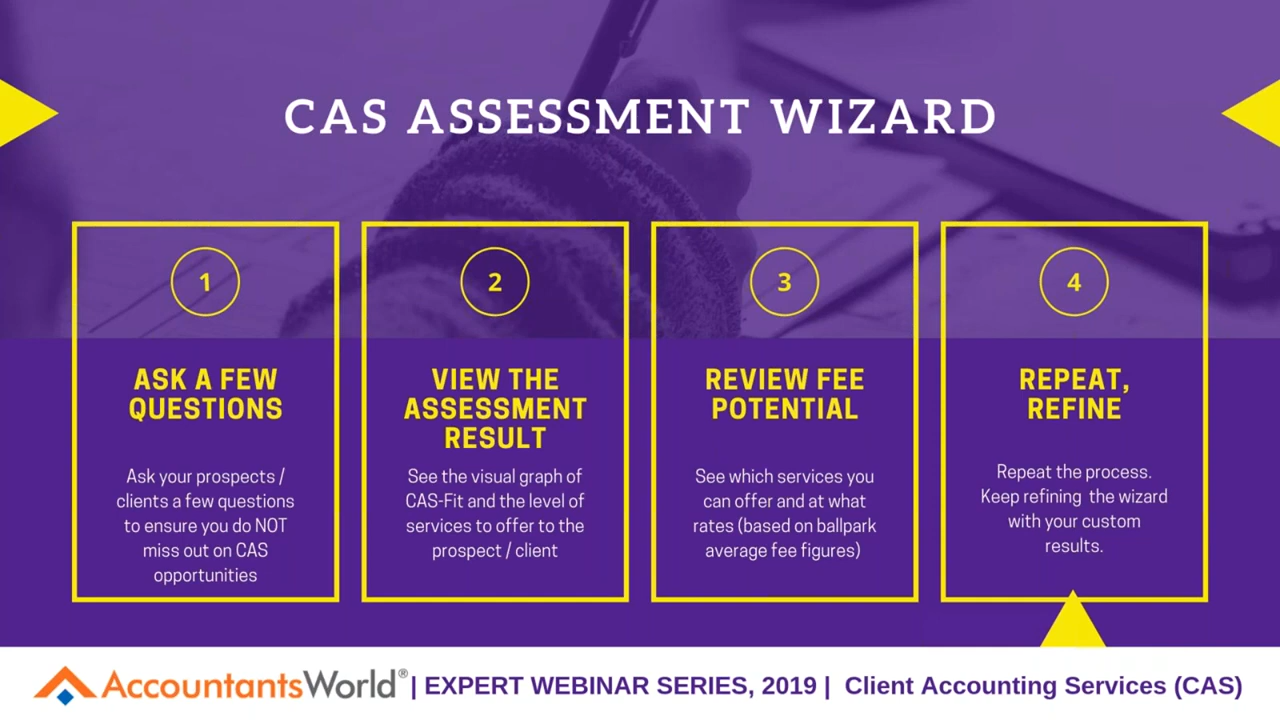 CAS ASSESSMENT WIZARD
1
ASK A FEW
QUESTIONS
Ask your prospects /
clients a few questions
to ensure you do NOT
miss out on CAS
opportunities
2
VIEW THE
ASSESSMENT
RESULT
See the visual graph of
CAS-Fit and the level of
services to offer to the
prospect / client
3
REVIEW FEE
POTENTIAL
See which services you
can offer and at what
rates (based on ballpark
average fee figures)
4
REPEAT,
REFINE
Repeat the process.
Keep refining  the wizard
with your custom
results.
AccountantsWorld® | EXPERT WEBINAR SERIES, 2019 |  Client Accounting Services (CAS)